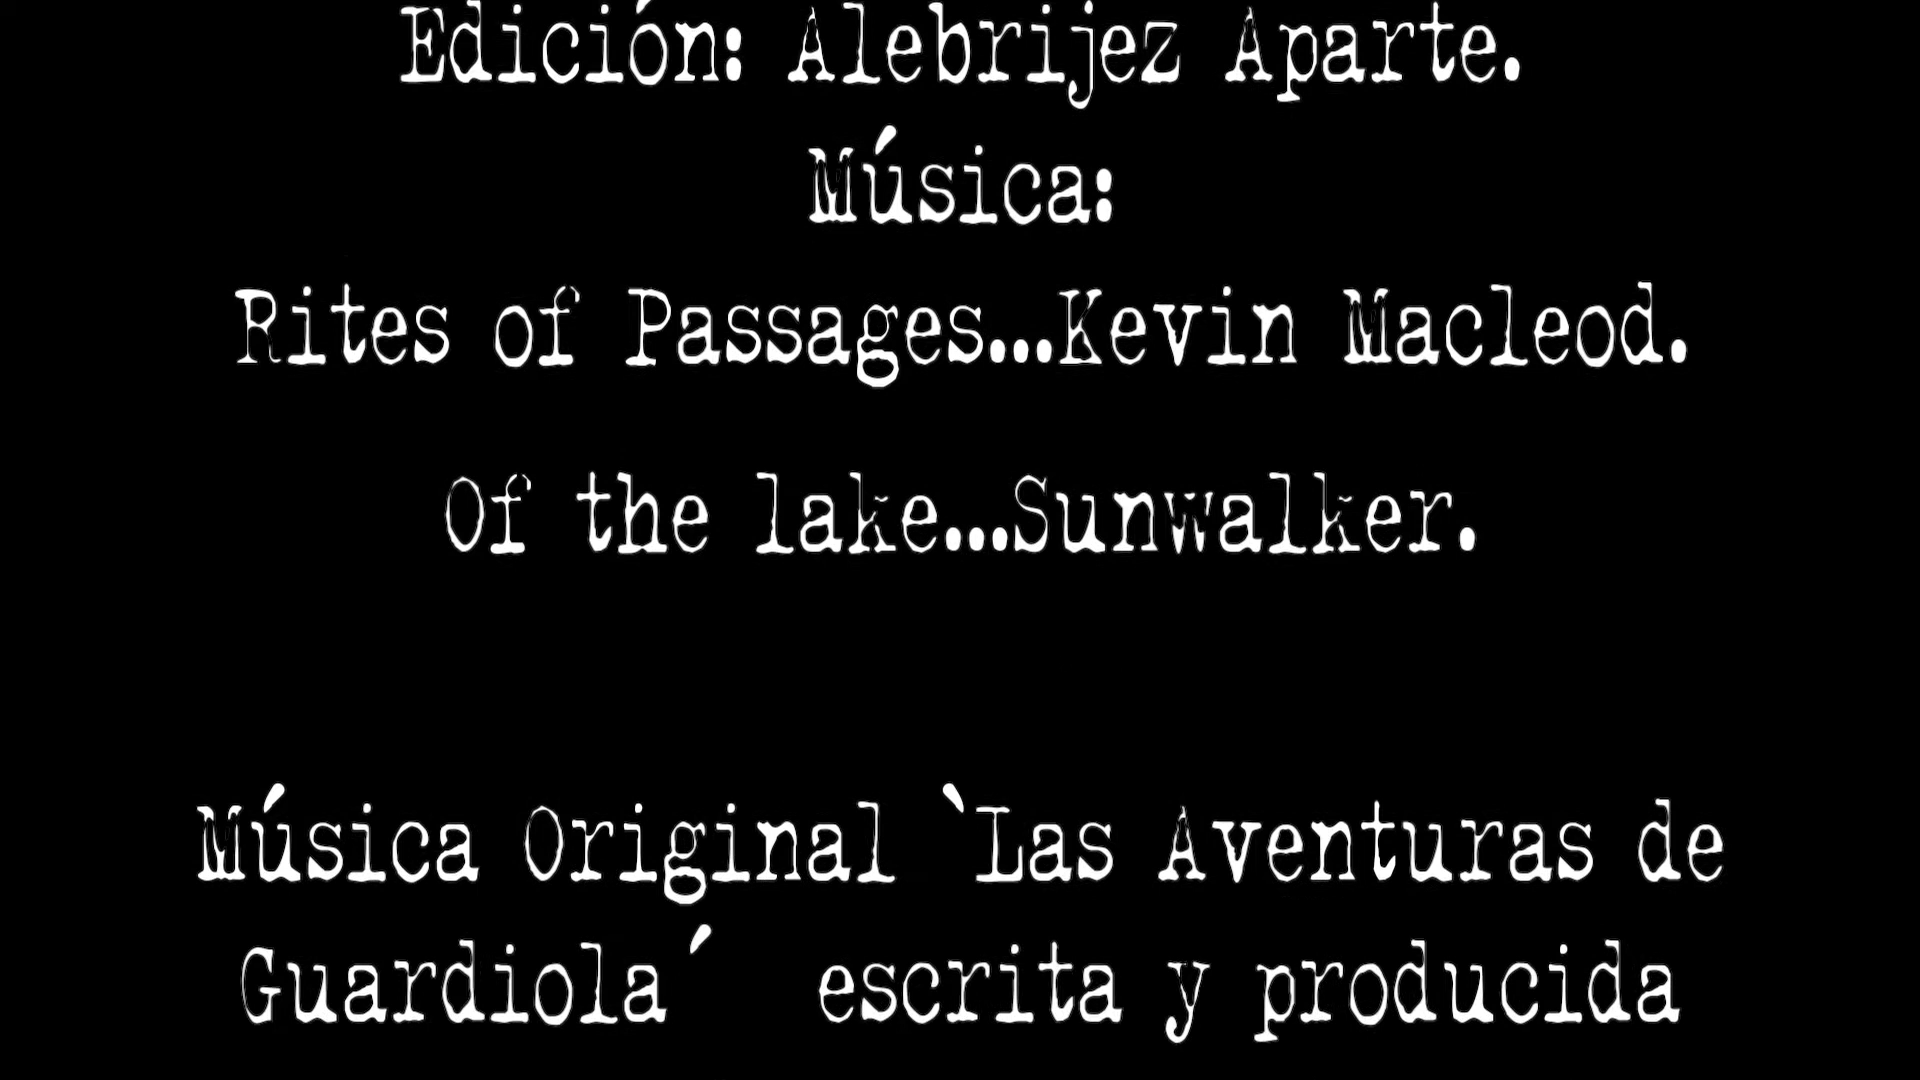 Edición: Alebrijez Aparte.
Música:
Rites of Passages...Kevin Macleod.
Of the lake...Sunwalker.
Música Original `Las Aventuras de
Guardiola´ escrita y producida